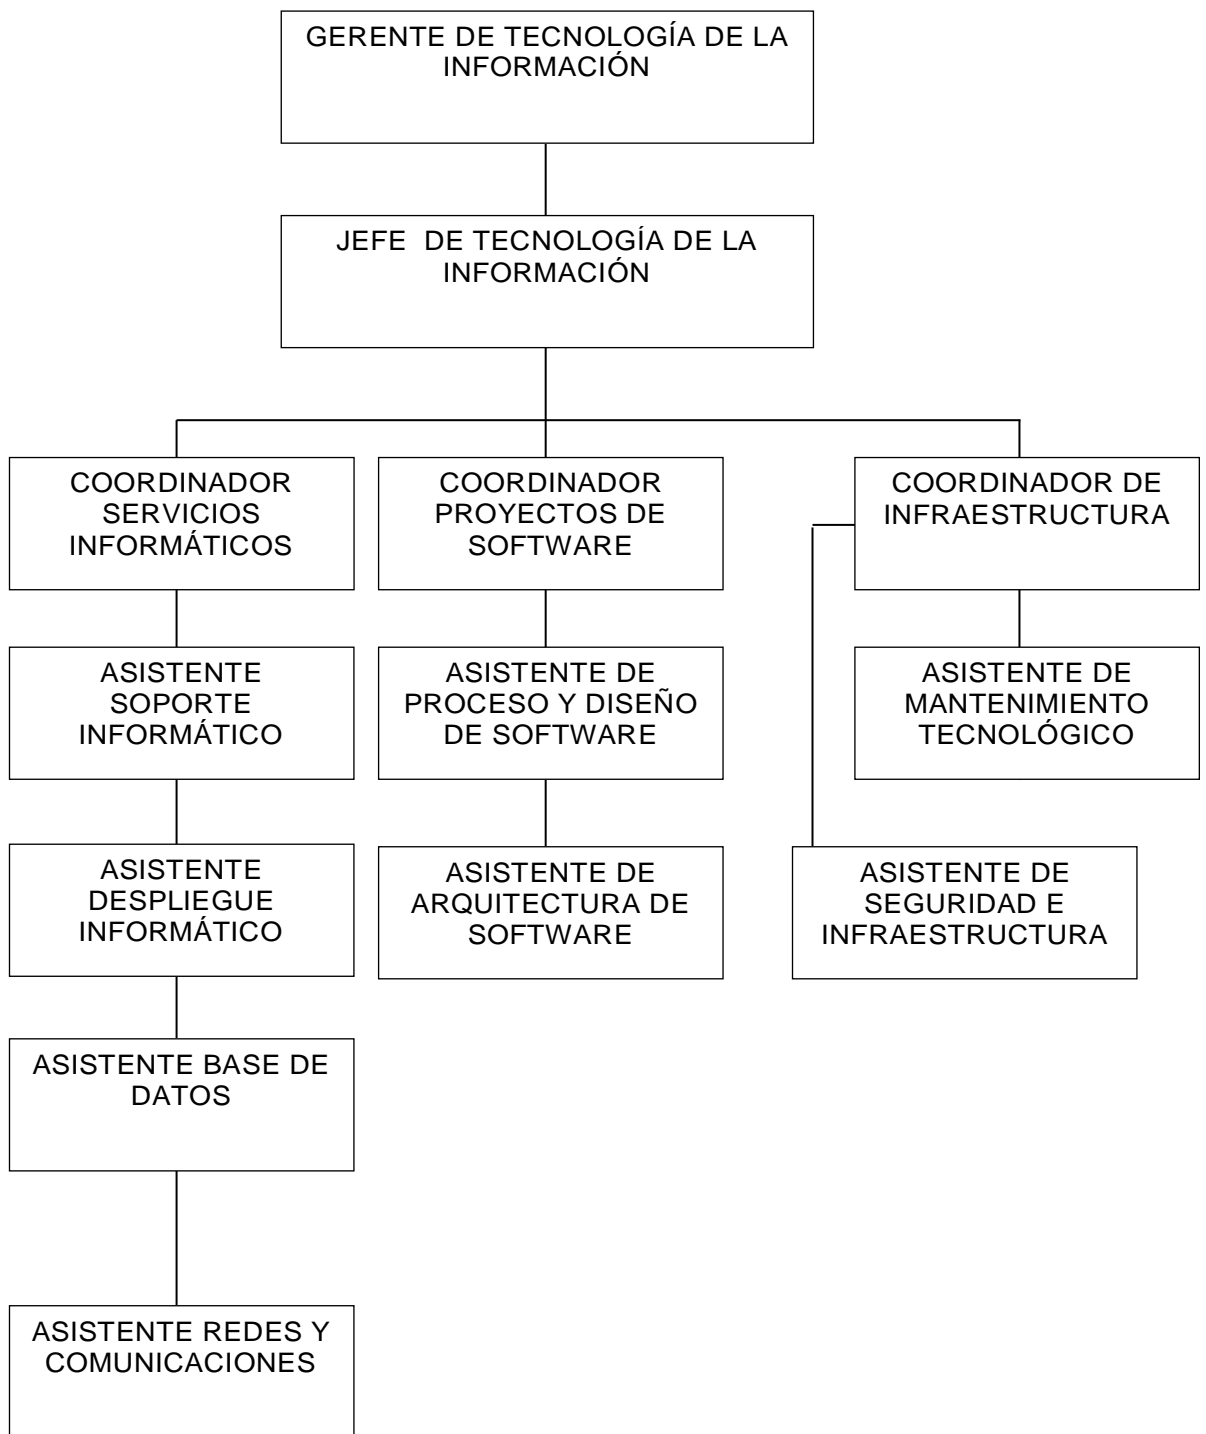 GERENTE DE TECNOLOGÍA DE LA
INFORMACIÓN
JEFE DE TECNOLOGÍA DE LA
INFORMACIÓN
COORDINADOR
SERVICIOS
INFORMÁTICOS
COORDINADOR
PROYECTOS DE
SOFTWARE
COORDINADOR DE
INFRAESTRUCTURA
ASISTENTE
SOPORTE
INFORMÁTICO
ASISTENTE DE
PROCESO Y DISEÑO
DE SOFTWARE
ASISTENTE DE
MANTENIMIENTO
TECNOLÓGICO
ASISTENTE
DESPLIEGUE
INFORMÁTICO
ASISTENTE DE
ARQUITECTURA DE
SOFTWARE
ASISTENTE DE
SEGURIDAD E
INFRAESTRUCTURA
ASISTENTE BASE DE
DATOS
ASISTENTE REDES Y
COMUNICACIONES